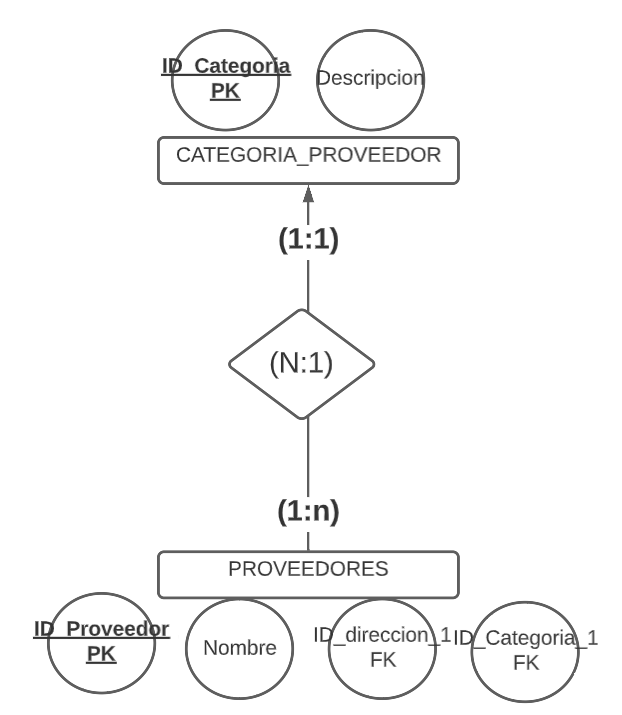 ID_Categoria
PK
Descripcion
CATEGORIA_PROVEEDOR
(1:1)
(N:1)
(1:n)
PROVEEDORES
ID_Proveedor
PK
Nombre
ID_direccion_1
FK
ID_Categoria_1
FK